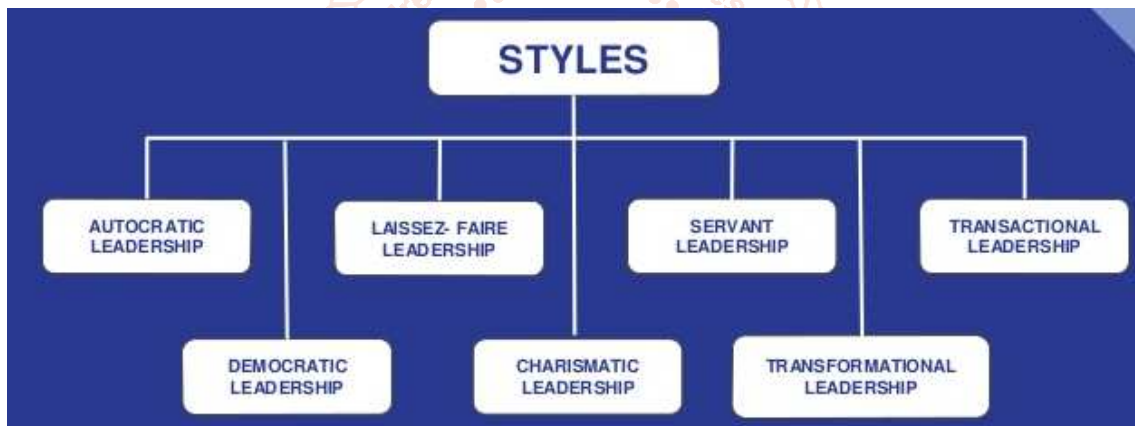 STYLES
AUTOCRATIC
LEADERSHIP
LAISSEZ- FAIRE
LEADERSHIP
SERVANT
LEADERSHIP
TRANSACTIONAL
LEADERSHIP
DEMOCRATIC
LEADERSHIP
CHARISMATIC
LEADERSHIP
TRANSFORMATIONAL
LEADERSHIP